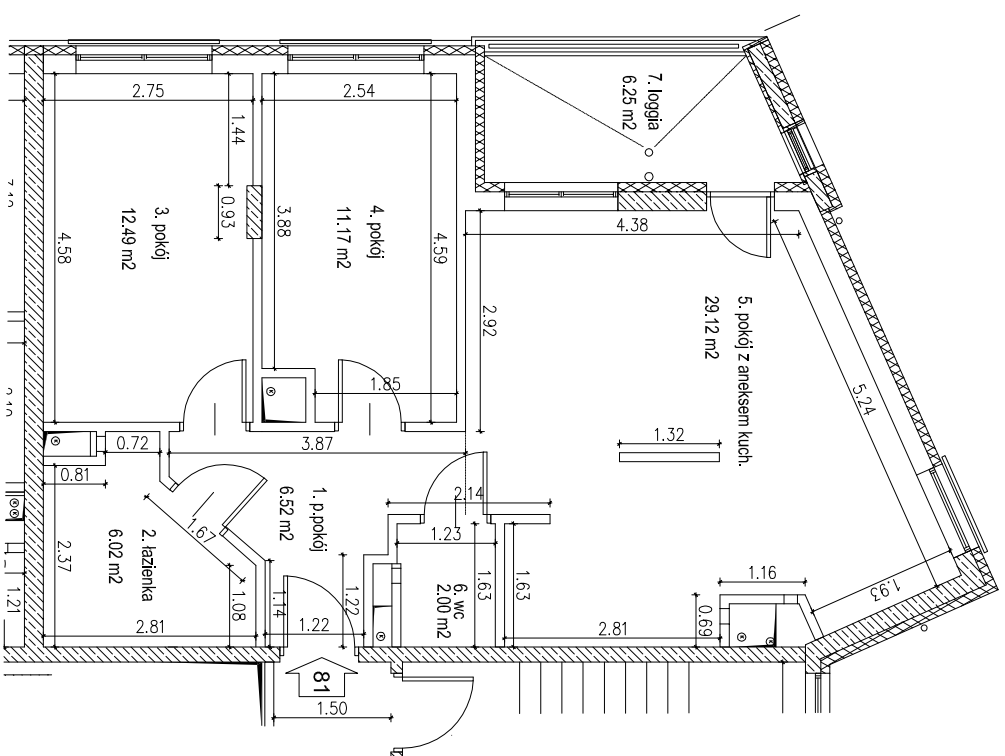 7. loggia
6.25 m2
2.75
2.54
1.44
0.93
3.88
4.59
4.58
4.38
3. pokój
12.49 m2
4. pokój
11.17 m2
5. pokój z aneksem kuch.
29.12 m2
2.92
5.24
1.85
1.32
0.72
3.87
0.81
2.14
1.67
1. p.pokój
6.52 m2
1.23
2. łazienka
6.02 m2
2.37
1.08
1.14
1.22
1.63
1.63
6. wc
2.00 m2
1.16
0.69
1.93
2.81
1.22
2.81
1.21
81
1.50